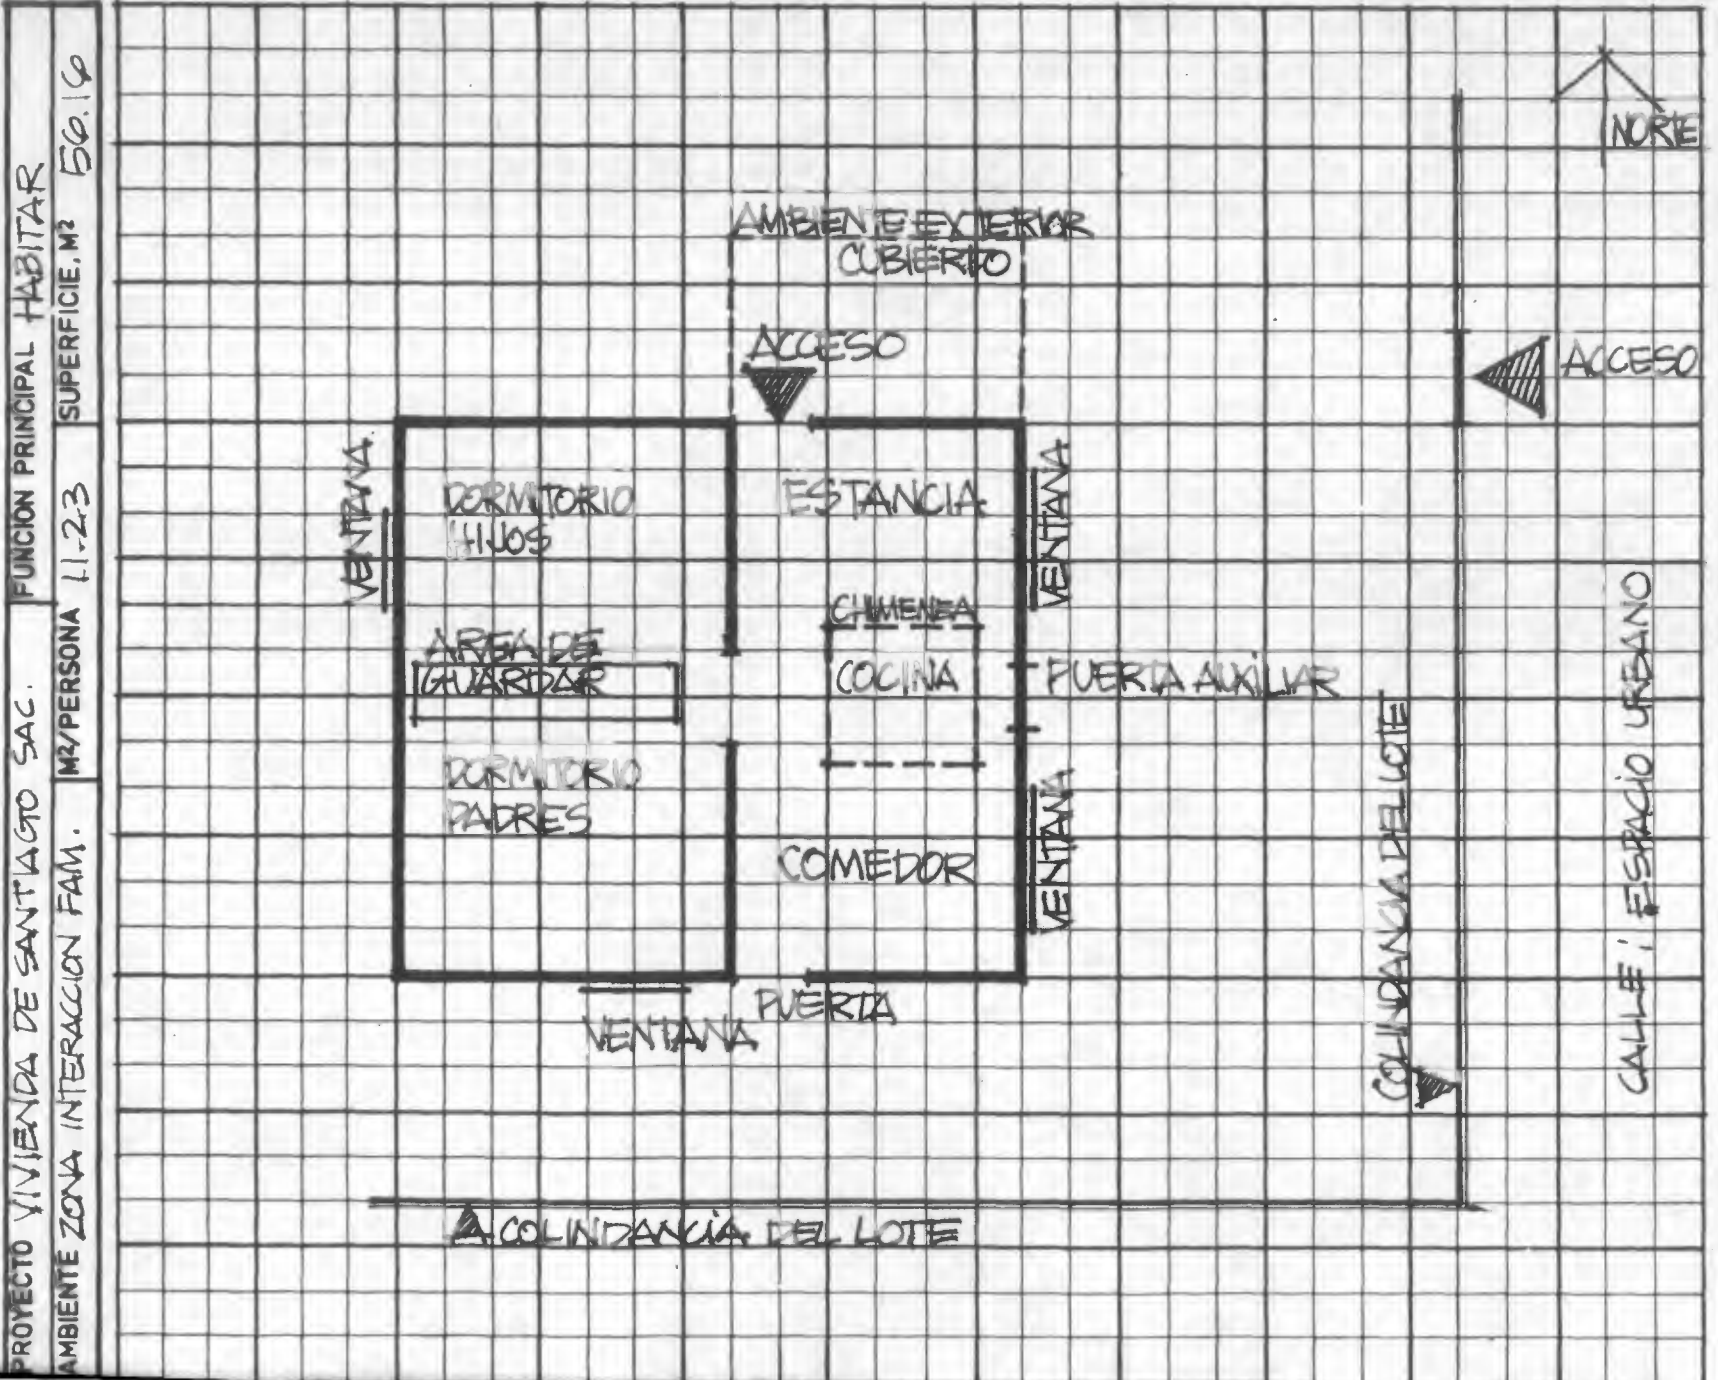 PROYECTO VIVIENDA DE SANTIAGO SAC.
FUNCION PRINCIPAL HABITAR
AMBIENTE ZONA INTERACCION FAM.
M2/PERSONA 11.23
SUPERFICIE, M2 56.16
NORTE
AMBIENTE EXTERIOR
CUBIERTO
ACCESO
ACCESO
VENTANA
DORMITORIO
HIJOS
ESTANCIA
VENTANA
CHIMENEA
AREA DE
GUARDAR
COCINA
PUERTA AUXILIAR
DORMITORIO
PADRES
COMEDOR
VENTANA
PUERTA
VENTANA
COLINDANCIA DEL LOTE
CALLE i ESPACIO URBANO
COLINDANCIA DEL LOTE